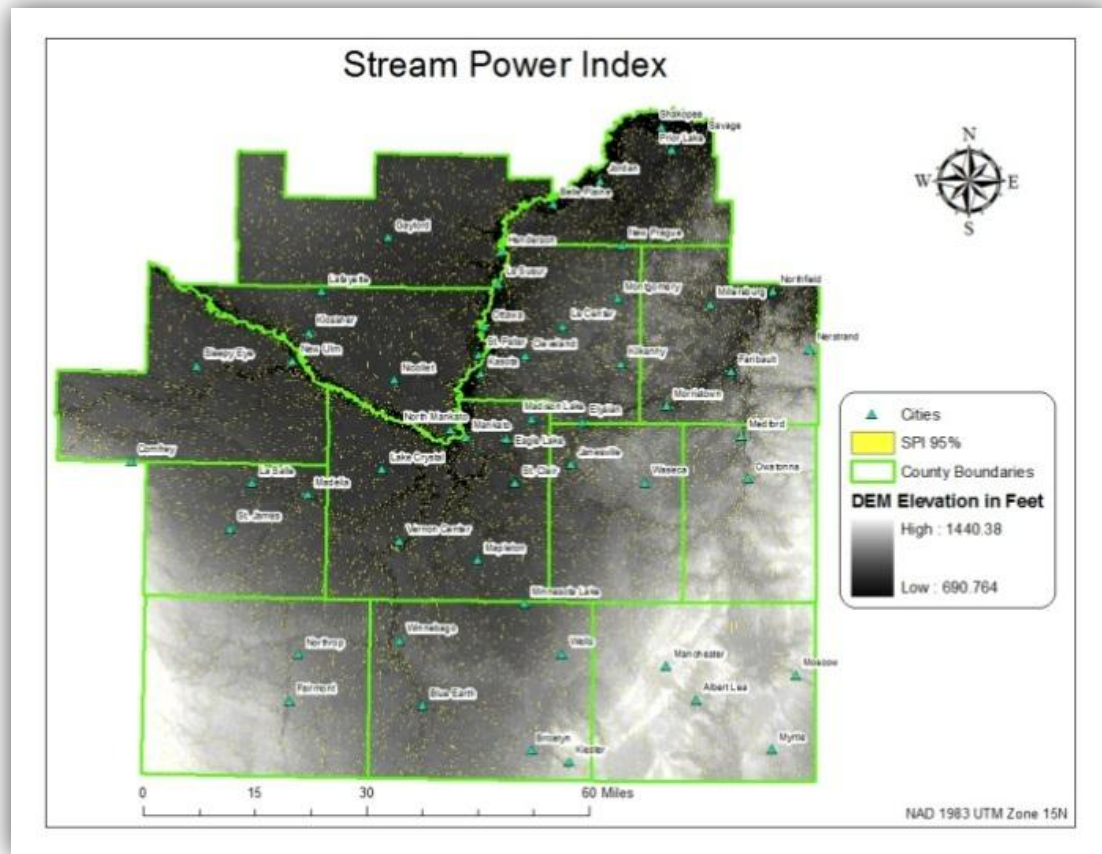 Stream Power Index
Shakopee
Savage
Prior Lake
N
W E
S
Jordan
Belle Plaine
Gaylord
Henderson
New Prague
Le Sueur
Lafayette
Montgomery
Millersburg
Northfield
Ottawa
Le Center
Klossner
Nerstrand
St. Peter
Cleveland
Kilkenny
Faribault
New Ulm
Sleepy Eye
Kasota
Nicollet
Morristown
Madison Lake
Elysian
North Mankato
Mankato
Eagle Lake
Medford
Comfrey
Lake Crystal
Janesville
La Salle
Madelia
St. Clair
Waseca
Owatonna
St. James
Vernon Center
Mapleton
Minnesota Lake
Winnebago
Northrop
Wells
Manchester
Moscow
Fairmont
Blue Earth
Albert Lea
Bricelyn
Kiester
Myrtle
Cities
SPI 95%
County Boundaries
DEM Elevation in Feet
High : 1440.38
Low : 690.764
0 15 30 60 Miles
NAD 1983 UTM Zone 15N